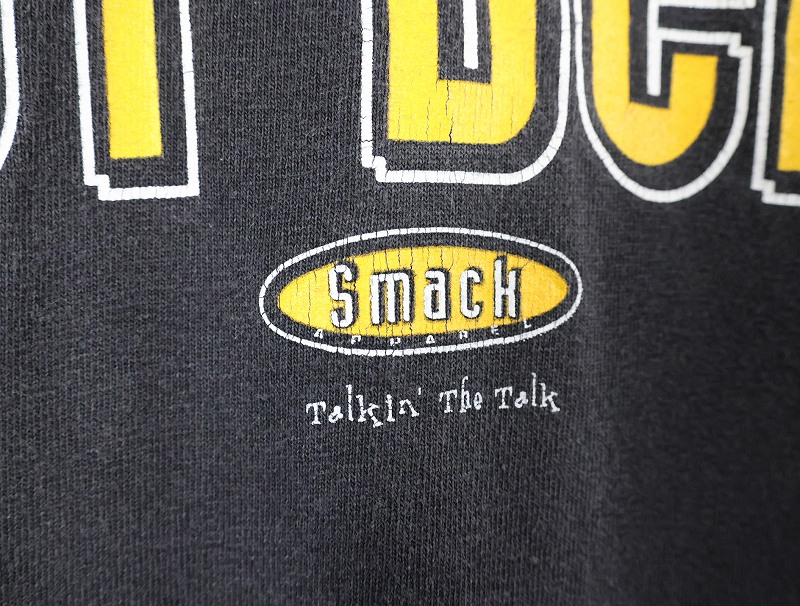 Smack
APPAREL
Talkin' The Talk